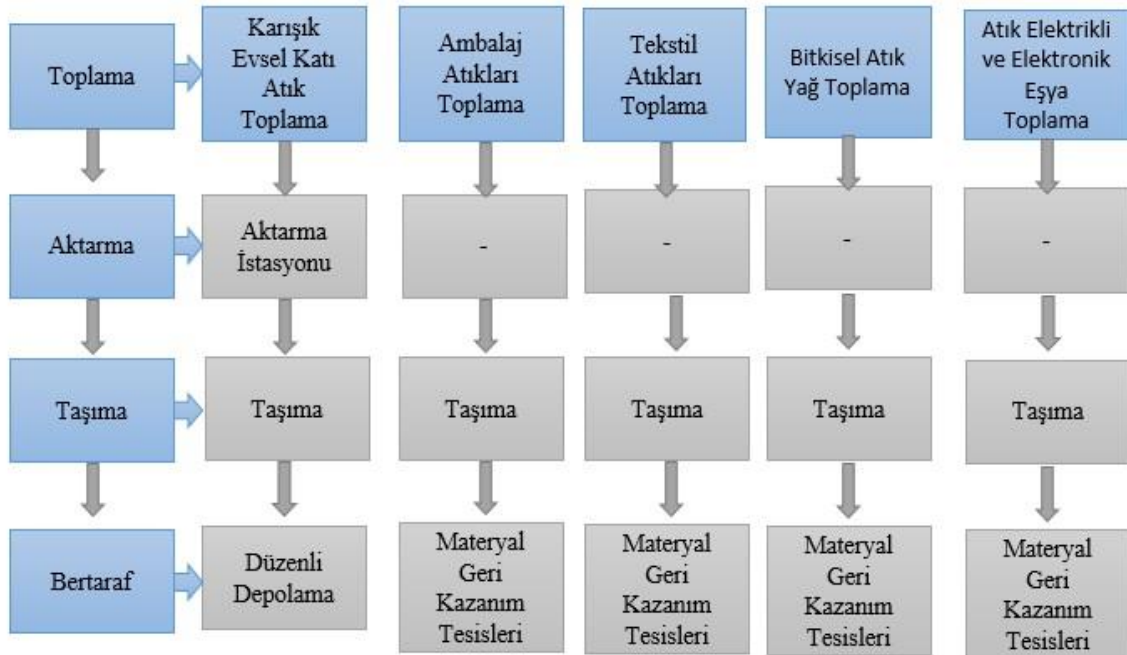 Toplama
Karışık
Evsel Katı
Atık
Toplama
Ambalaj
Atıkları
Toplama
Tekstil
Atıkları
Toplama
Bitkisel Atık
Yağ Toplama
Atık Elektrikli
ve Elektronik
Eşya
Toplama
Aktarma
Aktarma
İstasyonu
-
-
-
-
Taşıma
Taşıma
Taşıma
Taşıma
Taşıma
Taşıma
Bertaraf
Düzenli
Depolama
Materyal
Geri
Kazanım
Tesisleri
Materyal
Geri
Kazanım
Tesisleri
Materyal
Geri
Kazanım
Tesisleri
Materyal
Geri
Kazanım
Tesisleri